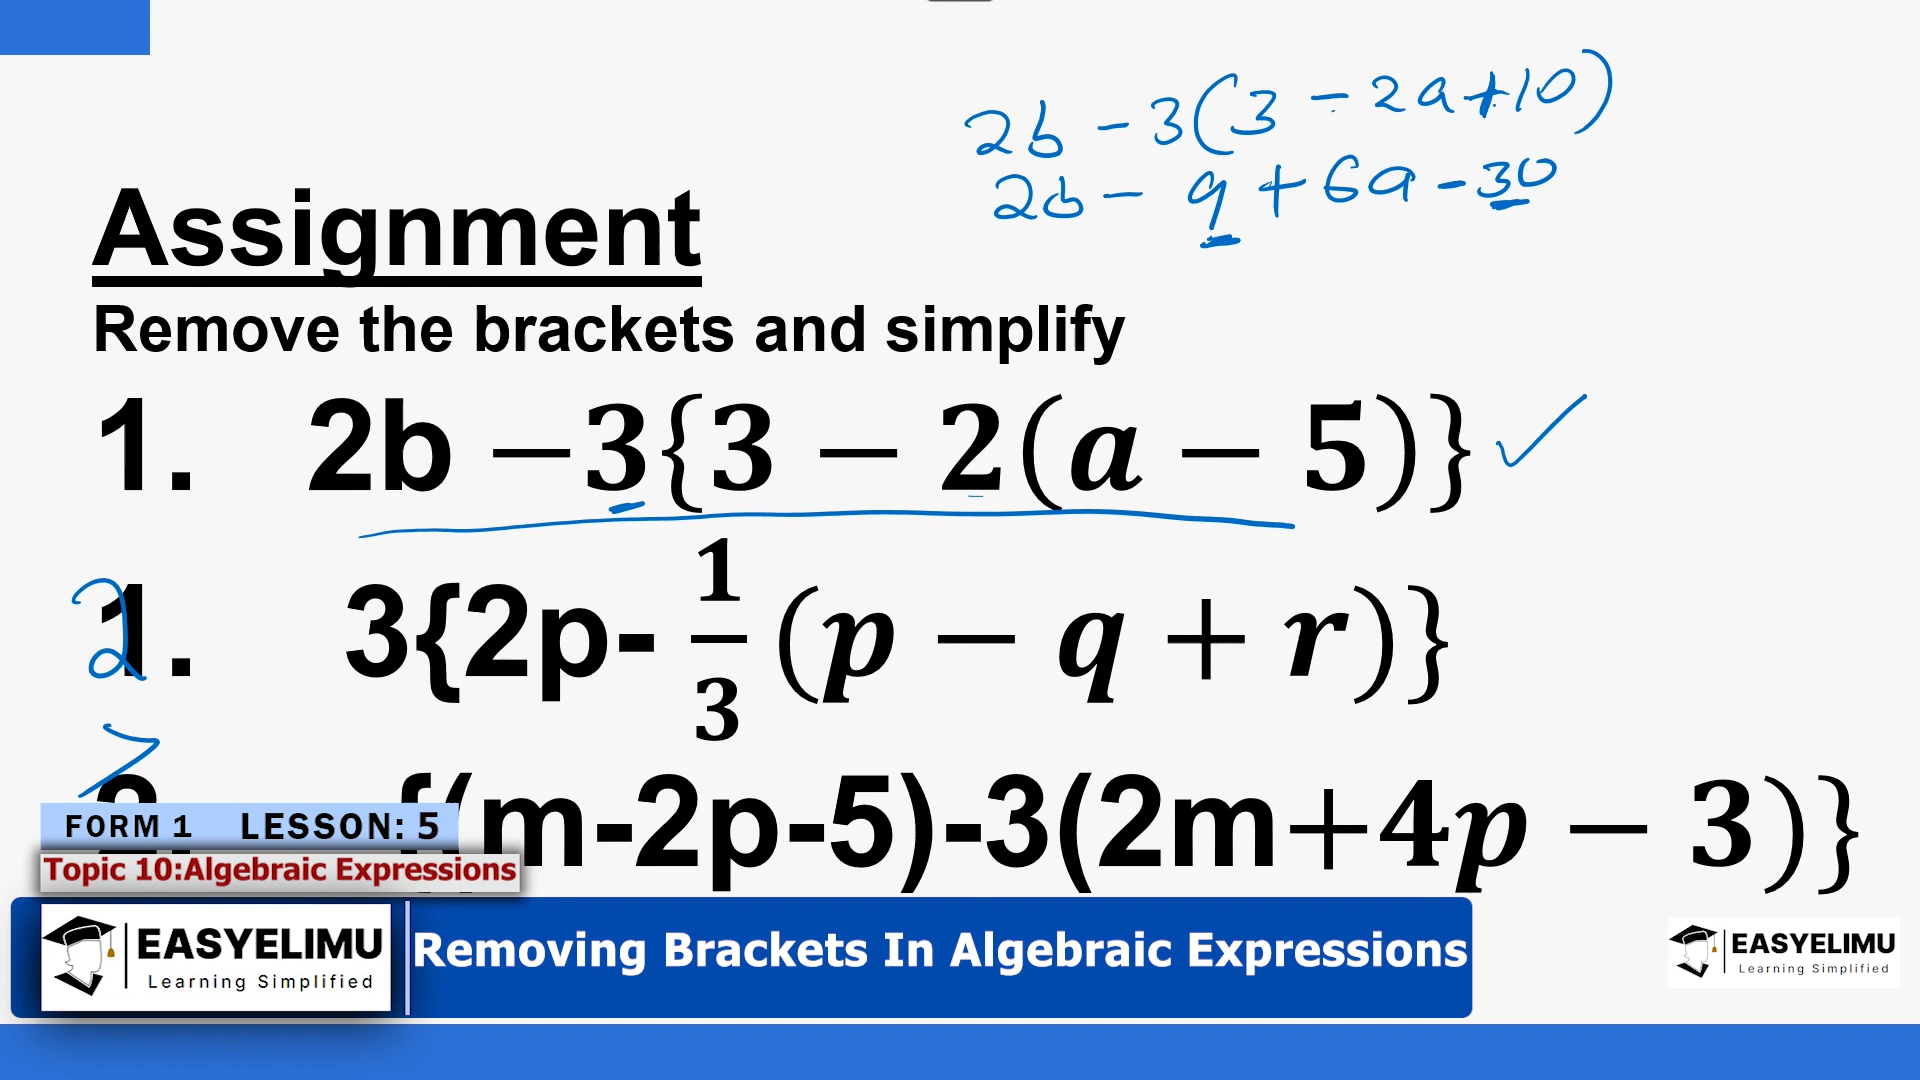 2b - 3(3 - 2a + 10)
2b - 9 + 6a - 30
Assignment
Remove the brackets and simplify
1. 2b −3{3 − 2(a − 5)}
2
1. 3{2p- 1/3 (p − q + r)}
2. {(m-2p-5)-3(2m+4p − 3)}
FORM 1 LESSON: 5
Topic 10:Algebraic Expressions
EASYELIMU
Learning Simplified
Removing Brackets In Algebraic Expressions
EASYELIMU
Learning Simplified